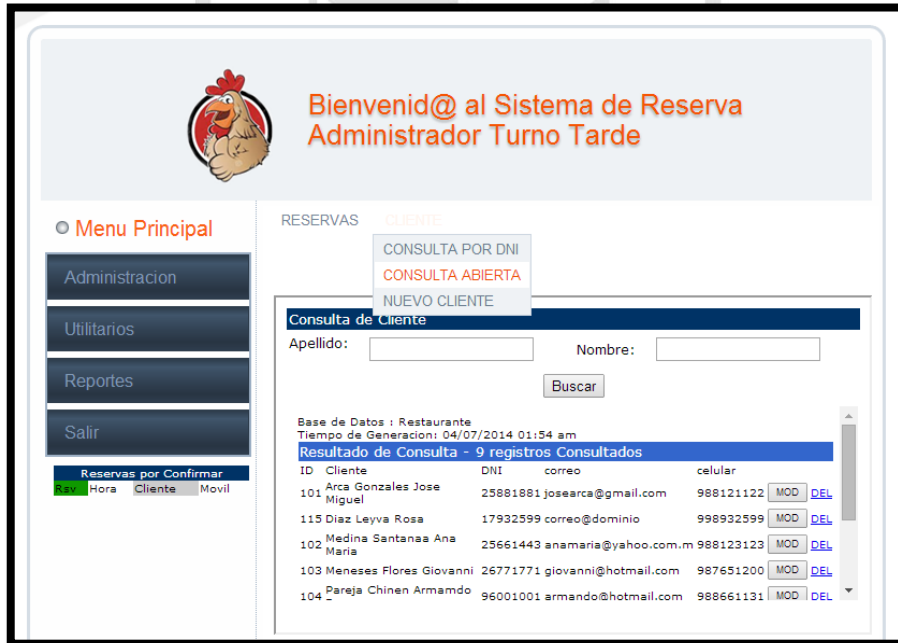 Bienvenid@ al Sistema de Reserva
Administrador Turno Tarde
Menu Principal
Administracion
Utilitarios
Reportes
Salir
Reservas por Confirmar
Rsv Hora Cliente Movil
RESERVAS CLIENTE
CONSULTA POR DNI
CONSULTA ABIERTA
NUEVO CLIENTE
Consulta de Cliente
Apellido: Nombre:
Buscar
Base de Datos : Restaurante
Tiempo de Generacion: 04/07/2014 01:54 am
Resultado de Consulta - 9 registros Consultados
ID Cliente DNI correo celular
101 Arca Gonzales Jose Miguel 25881881 josearca@gmail.com 988121122 MOD DEL
115 Diaz Leyva Rosa 17932599 correo@dominio 998932599 MOD DEL
102 Medina Santanaa Ana Maria 25661443 anamaria@yahoo.com.m 988123123 MOD DEL
103 Meneses Flores Giovanni 26771771 giovanni@hotmail.com 987651200 MOD DEL
104 Pareja Chinen Armamdo 96001001 armando@hotmail.com 988661131 MOD DEL